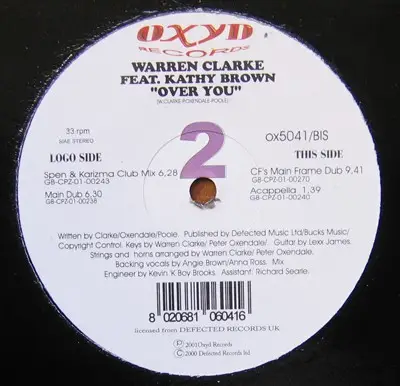 OXYD
RECORDS
WARREN CLARKE
FEAT. KATHY BROWN
"OVER YOU"
(W.CLARKE-POXENDALE-POOLE)
33 rpm
SIAE STEREO
2
ox5041/BIS
LOGO SIDE
THIS SIDE
Spen & Karizma Club Mix 6,28
GB-CPZ-01-00243
Main Dub 6,30
GB-CPZ-01-00238
CF's Main Frame Dub 9,41
GB-CPZ-01-00270
Acappella 1,39
GB-CPZ-01-00240
Written by Clarke/Oxendale/Poole. Published by Defected Music Ltd/Bucks Music/
Copyright Control. Keys by Warren Clarke/ Peter Oxendale/. Guitar by Lexx James.
Strings and horns arranged by Warren Clarke/ Peter Oxendale.
Backing vocals by Angie Brown/Anna Ross. Mix
Engineer by Kevin K Boy Brooks. Assistant. Richard Searle.
8 020681 060416
licensed from DEFECTED RECORDS UK
P 2001Oxyd Records
C 2000 Defected Records ltd